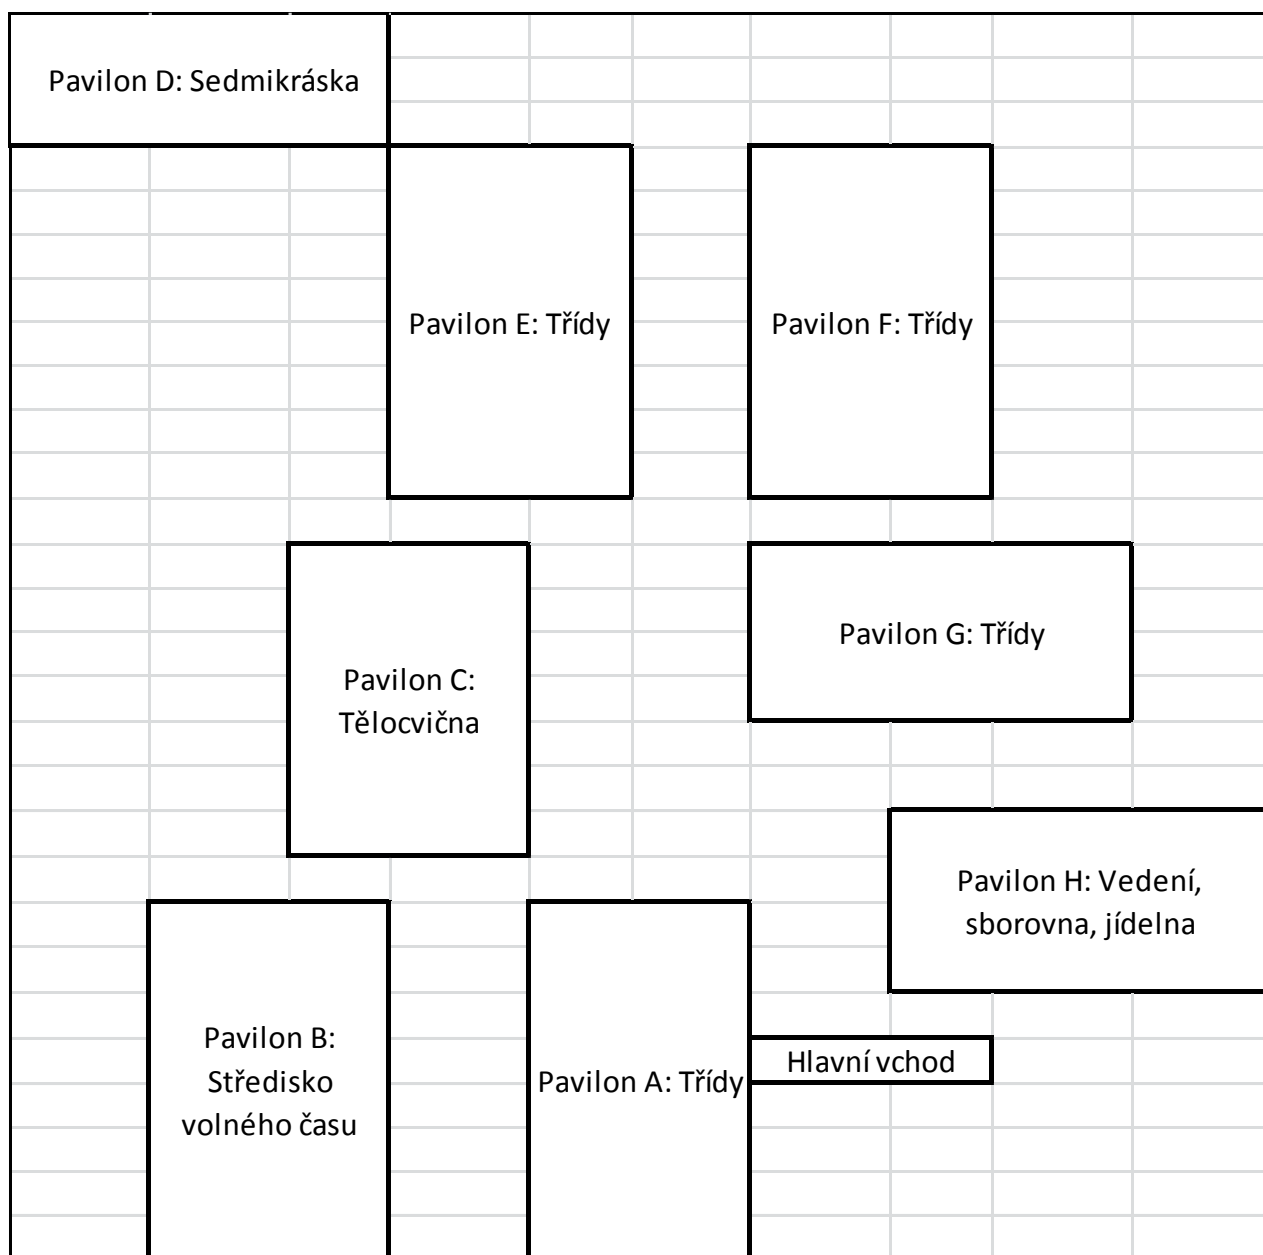 Pavilon D: Sedmikráska
Pavilon E: Třídy
Pavilon F: Třídy
Pavilon G: Třídy
Pavilon C:
Tělocvična
Pavilon H: Vedení,
sborovna, jídelna
Pavilon B:
Středisko
volného času
Pavilon A: Třídy
Hlavní vchod